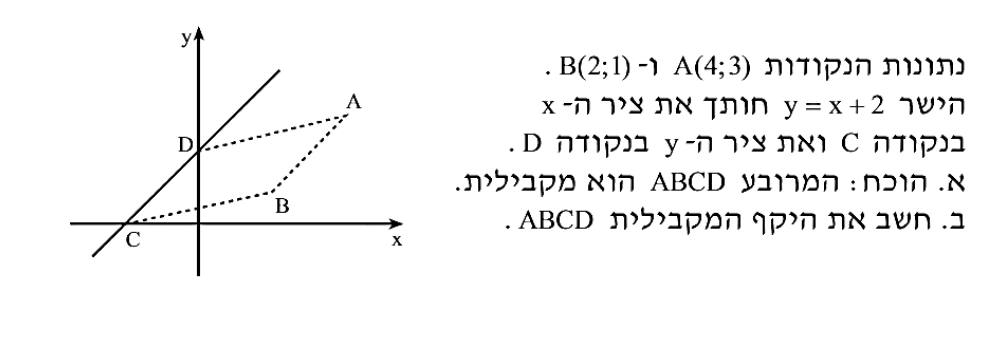 נתונות הנקודות A(4;3) ו- B(2;1) .
הישר y = x + 2 חותך את ציר ה- x
בנקודה C ואת ציר ה- y בנקודה D .
א. הוכח : המרובע ABCD הוא מקבילית.
ב. חשב את היקף המקבילית ABCD .
y
A
D
B
C
x